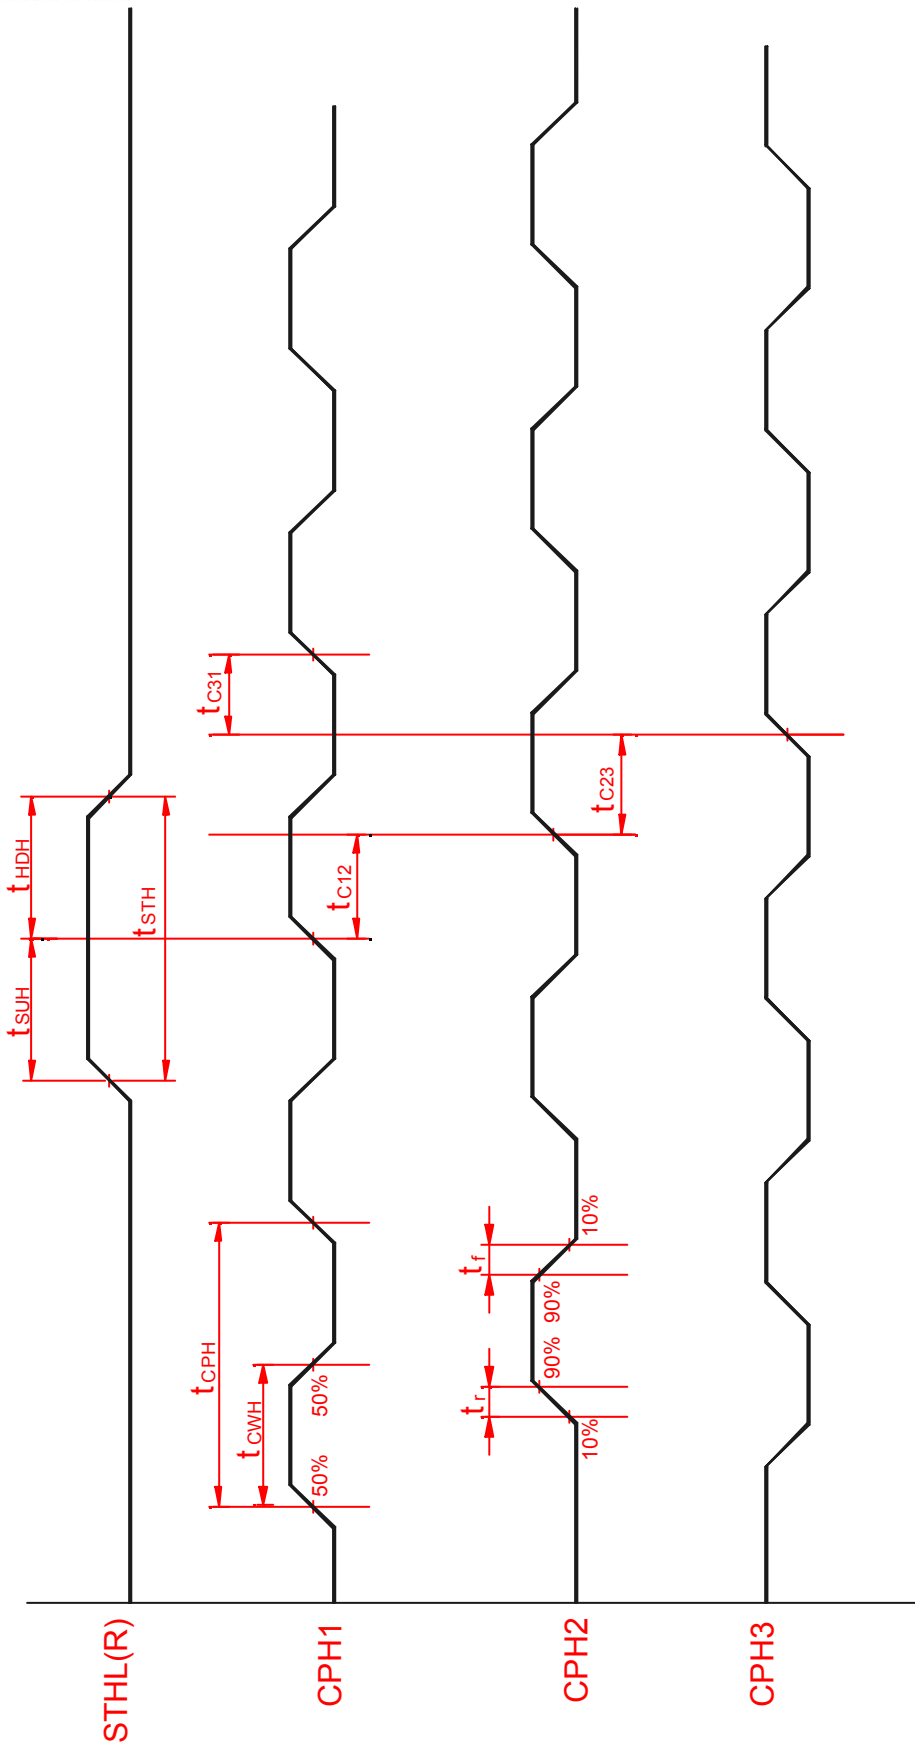 STHL(R)
tSUH
tHDH
tSTH
CPH1
50%
50%
tCWH
tCPH
tC12
tC31
CPH2
10%
90%
90%
10%
tr
tf
tC23
CPH3